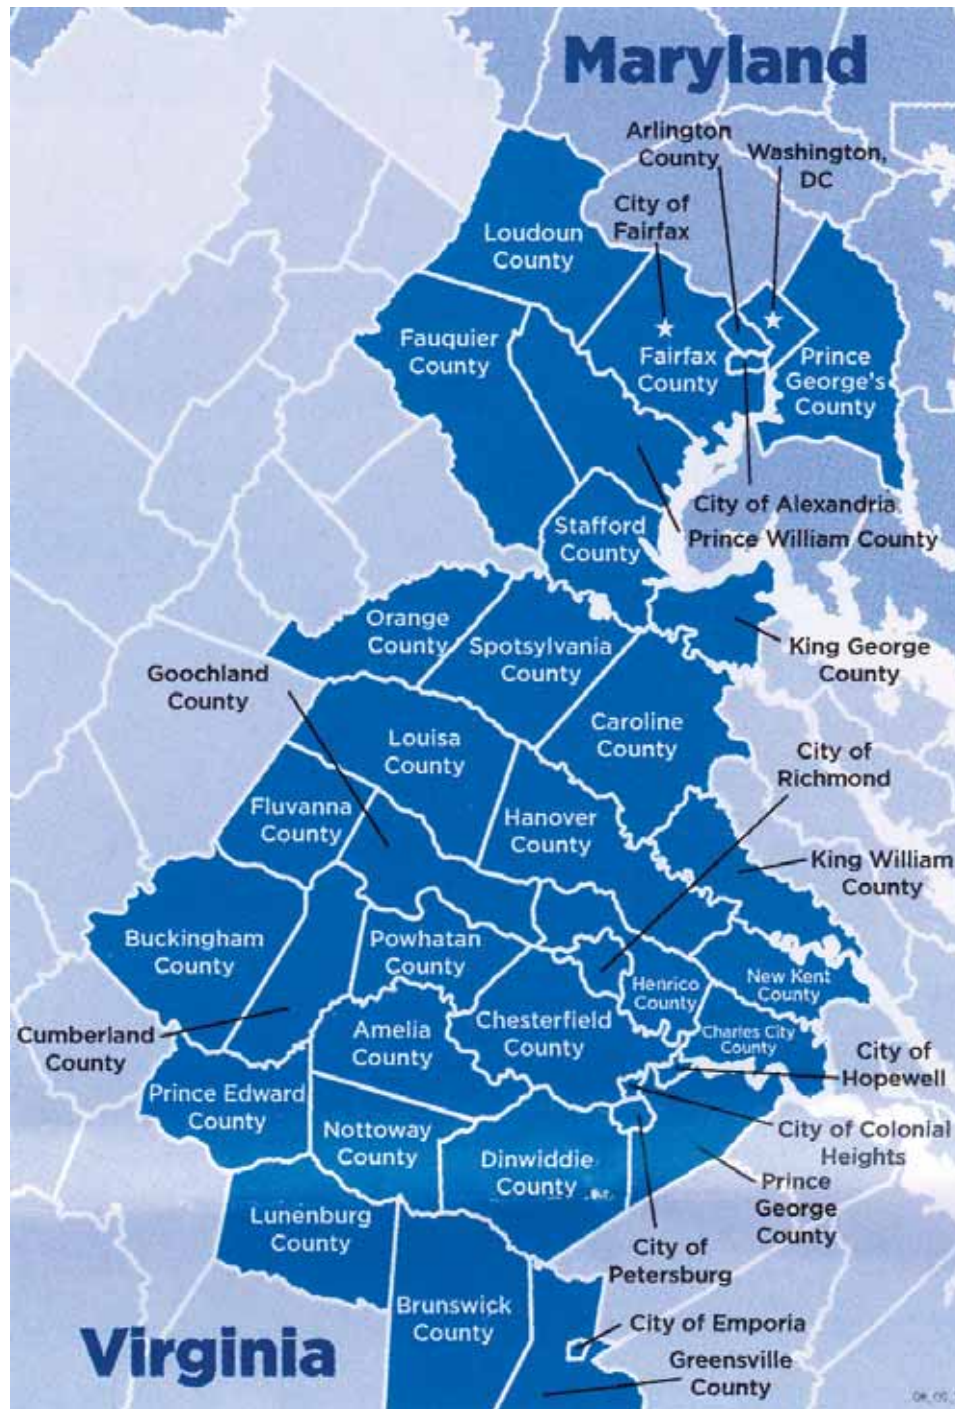 Maryland
Arlington
County
Washington,
DC
City of
Fairfax
Loudoun
County
Fauquier
County
Fairfax
County
Prince
George's
County
City of Alexandria
Prince William County
Stafford
County
Orange
County
Spotsylvania
County
King George
County
Goochland
County
Caroline
County
Louisa
County
City of
Richmond
Fluvanna
County
Hanover
County
King William
County
Buckingham
County
Powhatan
County
Henrico
County
New Kent
County
Cumberland
County
Amelia
County
Chesterfield
County
Charles City
County
City of
Hopewell
Prince Edward
County
Nottoway
County
City of Colonial
Heights
Dinwiddie
County
Prince
George
County
Lunenburg
County
City of
Petersburg
Brunswick
County
City of Emporia
Greensville
County
Virginia